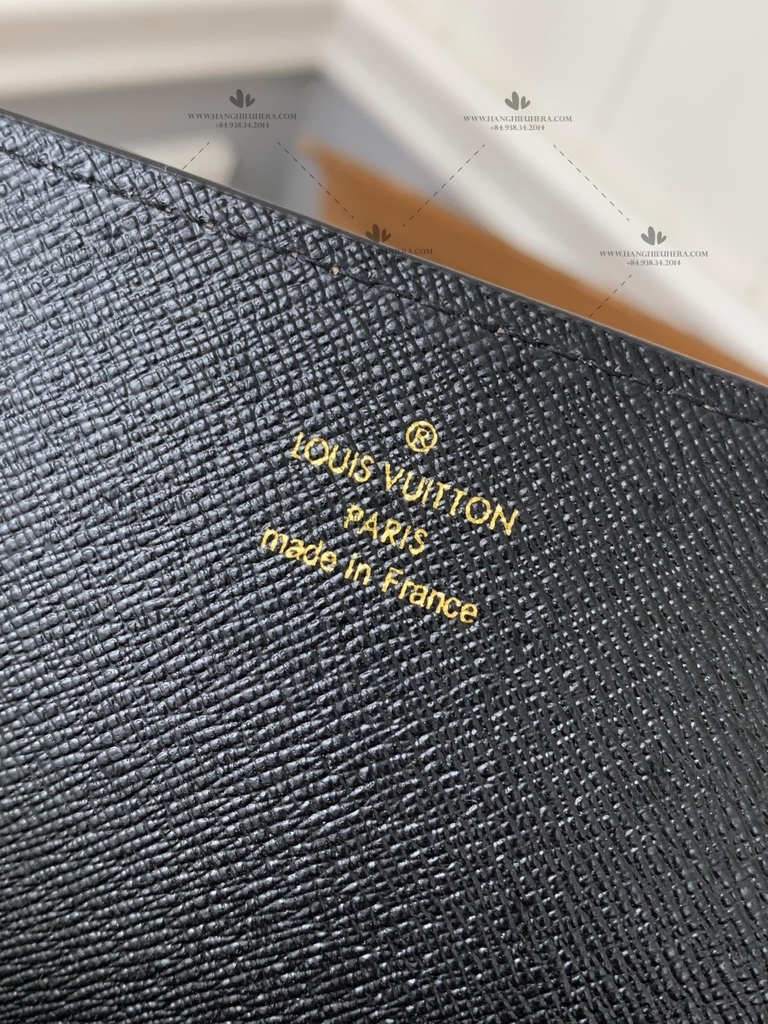 WWW.HANGHIEUHERA.COM
+84.938.34.2014
WWW.HANGHIEUHERA.COM
+84.938.34.2014
WWW.HANGHIEUHERA.COM
+84.938.34.2014
®
LOUIS VUITTON
PARIS
made in France